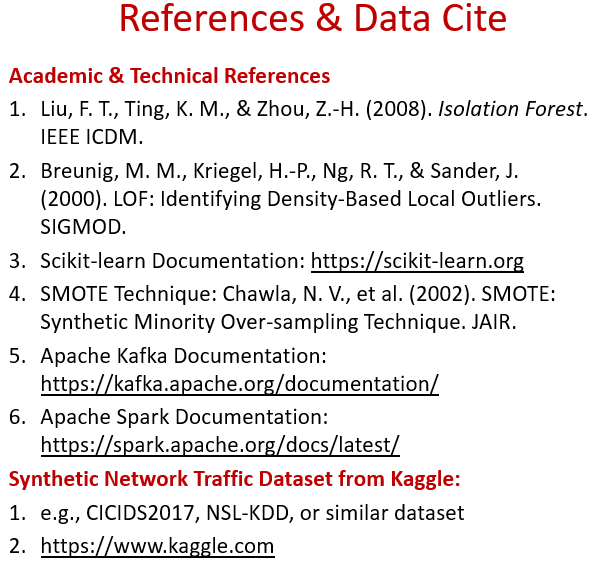 References & Data Cite
Academic & Technical References
1. Liu, F. T., Ting, K. M., & Zhou, Z.-H. (2008). Isolation Forest.
IEEE ICDM.
2. Breunig, M. M., Kriegel, H.-P., Ng, R. T., & Sander, J.
(2000). LOF: Identifying Density-Based Local Outliers.
SIGMOD.
3. Scikit-learn Documentation: https://scikit-learn.org
4. SMOTE Technique: Chawla, N. V., et al. (2002). SMOTE:
Synthetic Minority Over-sampling Technique. JAIR.
5. Apache Kafka Documentation:
https://kafka.apache.org/documentation/
6. Apache Spark Documentation:
https://spark.apache.org/docs/latest/
Synthetic Network Traffic Dataset from Kaggle:
1. e.g., CICIDS2017, NSL-KDD, or similar dataset
2. https://www.kaggle.com